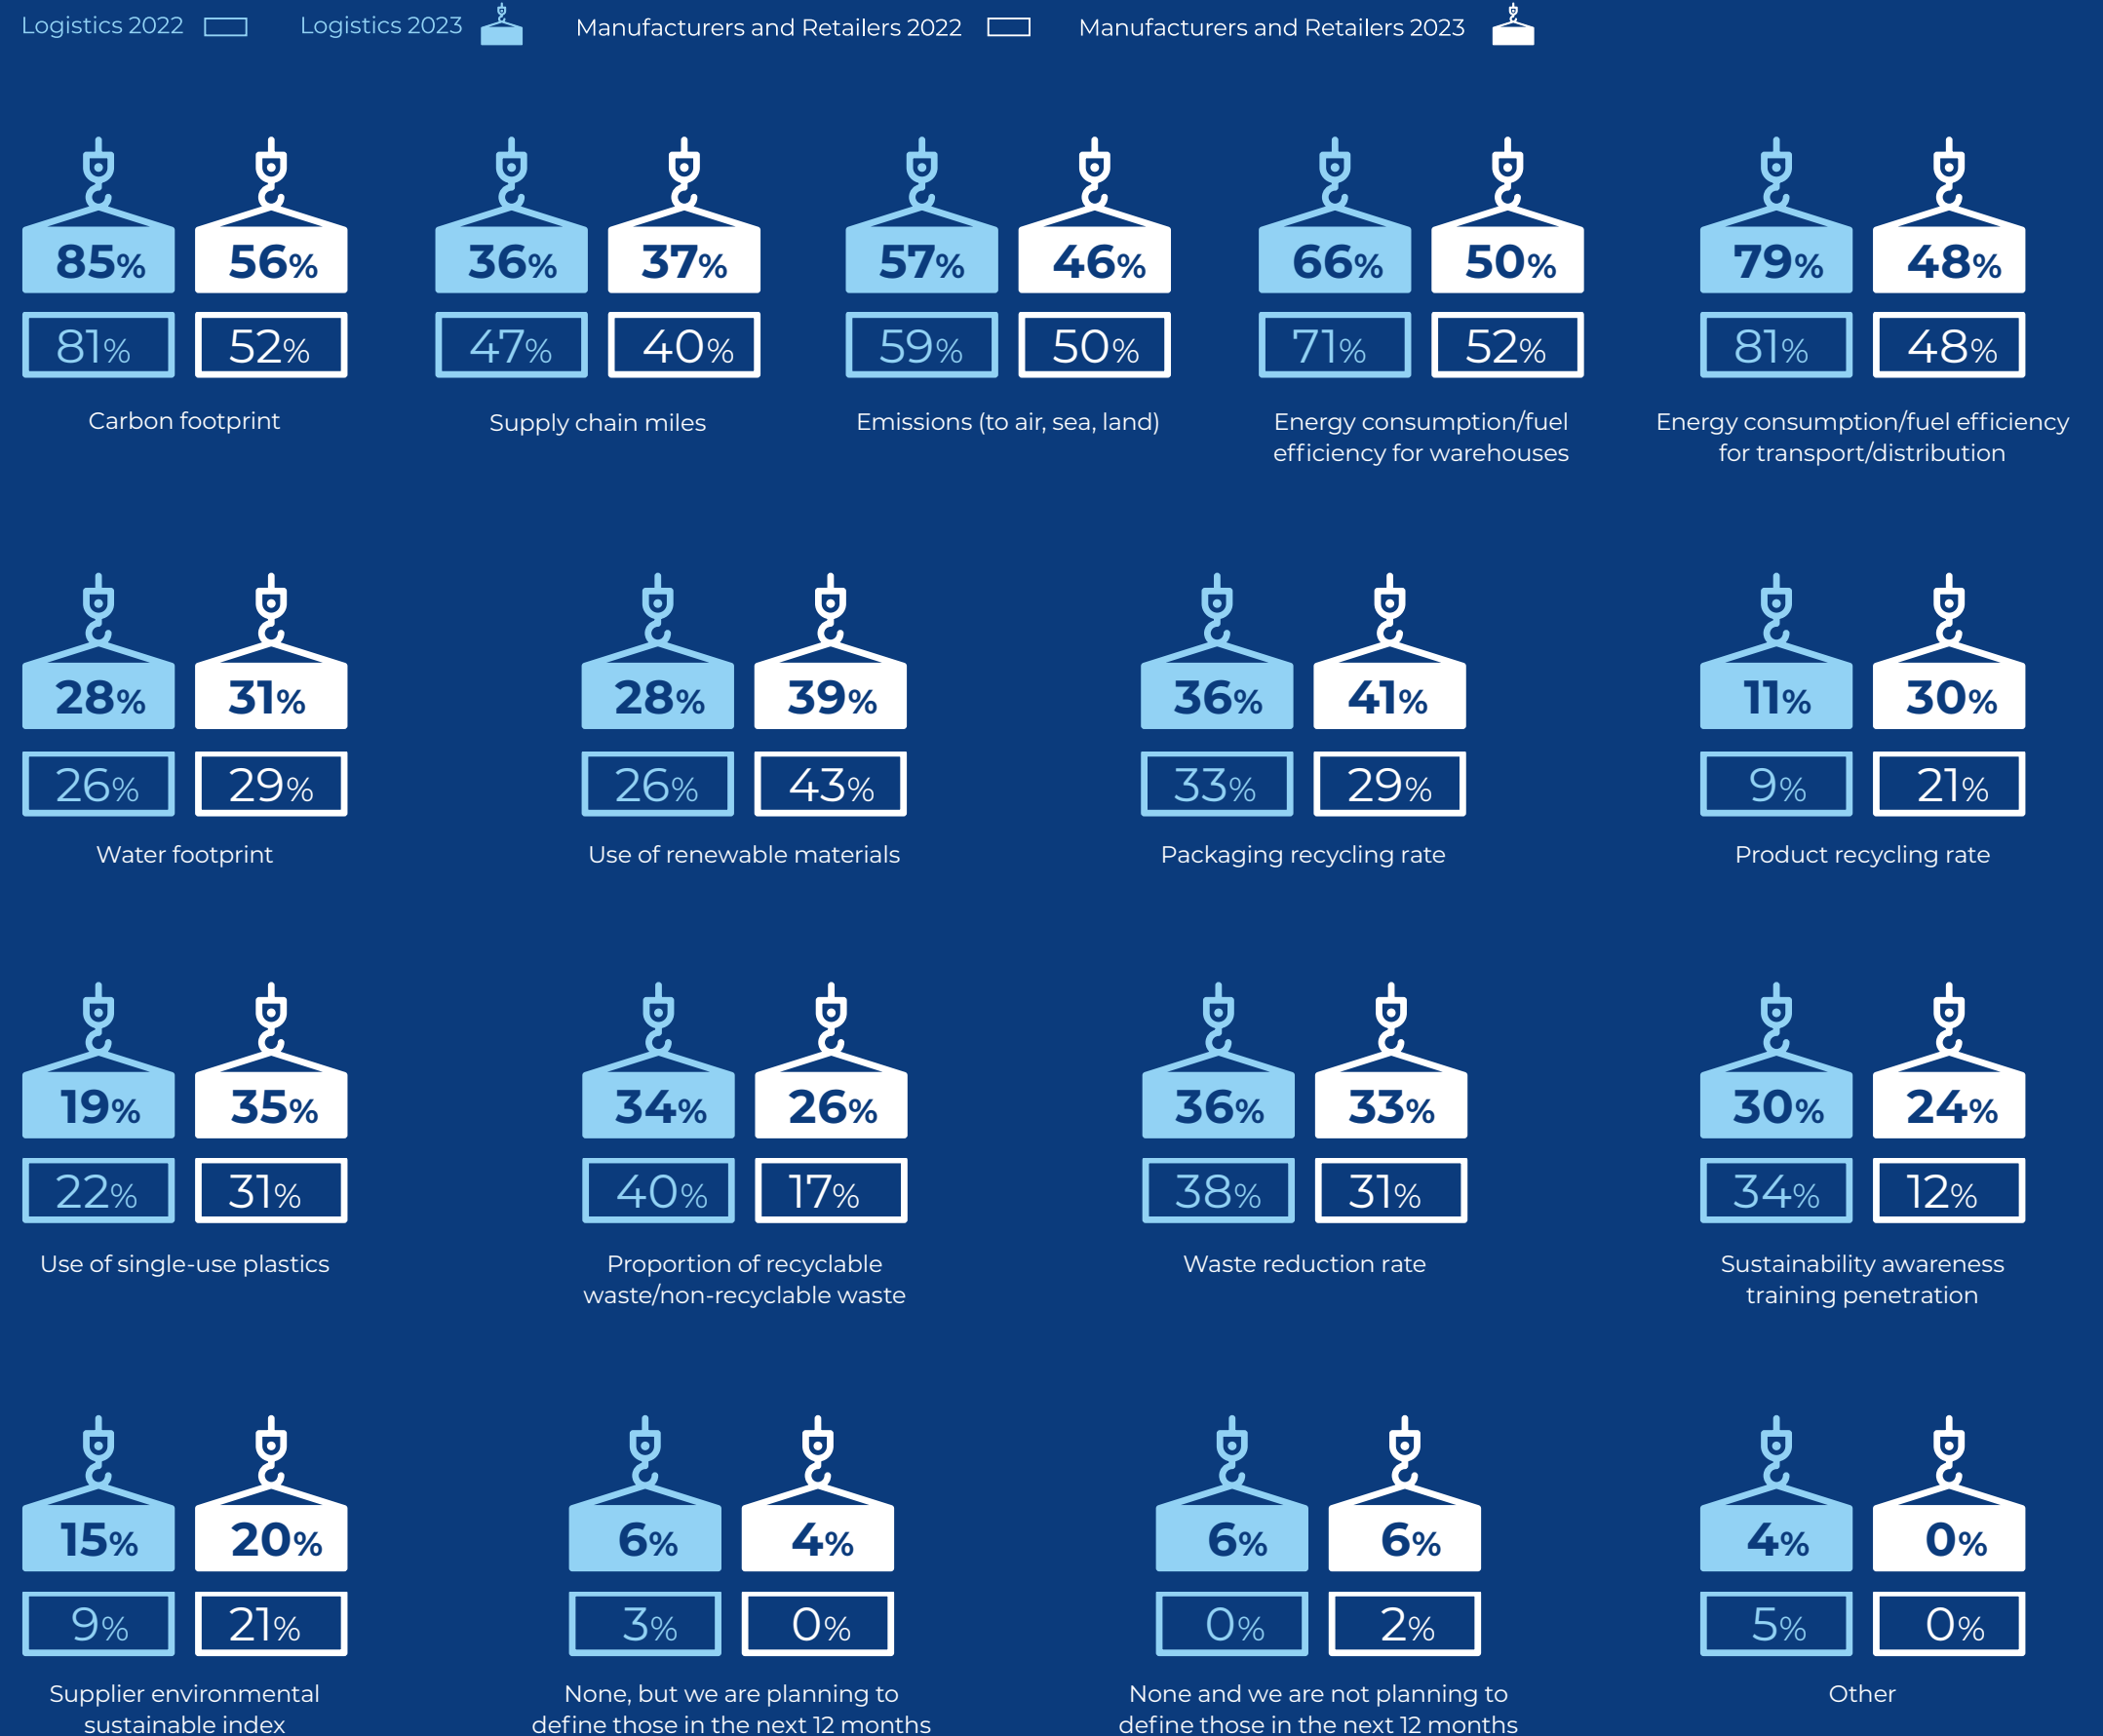 Logistics 2022 Logistics 2023 Manufacturers and Retailers 2022 Manufacturers and Retailers 2023
85% 56% 36% 37% 57% 46% 66% 50% 79% 48%
81% 52% 47% 40% 59% 50% 71% 52% 81% 48%
Carbon footprint
Supply chain miles
Emissions (to air, sea, land)
Energy consumption/fuel
efficiency for warehouses
Energy consumption/fuel efficiency
for transport/distribution
28% 31% 28% 39% 36% 41% 11% 30%
26% 29% 26% 43% 33% 29% 9% 21%
Water footprint
Use of renewable materials
Packaging recycling rate
Product recycling rate
19% 35% 34% 26% 36% 33% 30% 24%
22% 31% 40% 17% 38% 31% 34% 12%
Use of single-use plastics
Proportion of recyclable
waste/non-recyclable waste
Waste reduction rate
Sustainability awareness
training penetration
15% 20% 6% 4% 6% 6% 4% 0%
9% 21% 3% 0% 0% 2% 5% 0%
Supplier environmental
sustainable index
None, but we are planning to
define those in the next 12 months
None and we are not planning to
define those in the next 12 months
Other